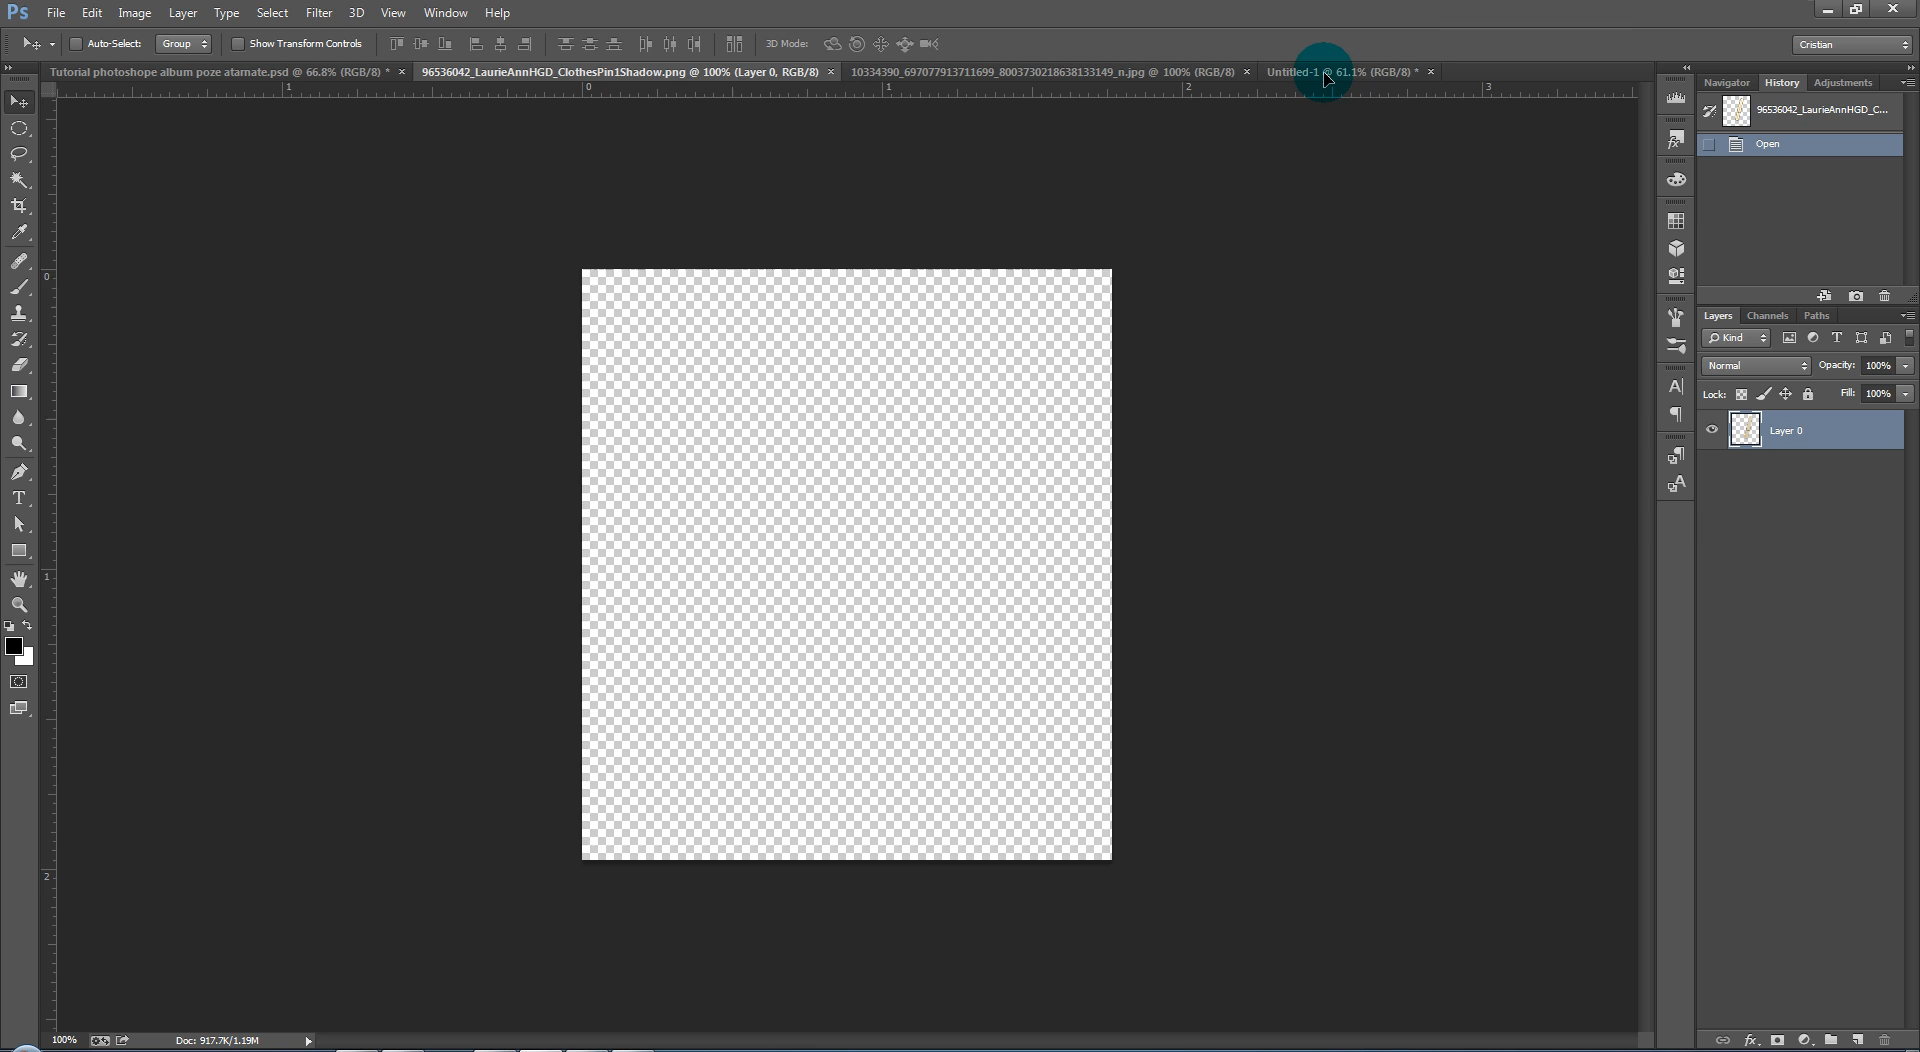 Ps File Edit Image Layer Type Select Filter 3D View Window Help
Auto-Select: Group Show Transform Controls 3D Mode: Cristian
Tutorial photoshope album poze atarnate.psd @ 66.8% (RGB/8) * × 96536042_LaurieAnnHGD_ClothesPin1Shadow.png @ 100% (Layer 0, RGB/8) × 10334390_697077913711699_8003730218638133149_n.jpg @ 100% (RGB/8) × Untitled-1 @ 61.1% (RGB/8) * ×
1 0 1 2 3
Navigator History Adjustments
96536042_LaurieAnnHGD_C...
Open
0
Layers Channels Paths
Kind
Normal Opacity: 100%
Lock: Fill: 100%
Layer 0
1
2
100% Doc: 917.7K/1.19M